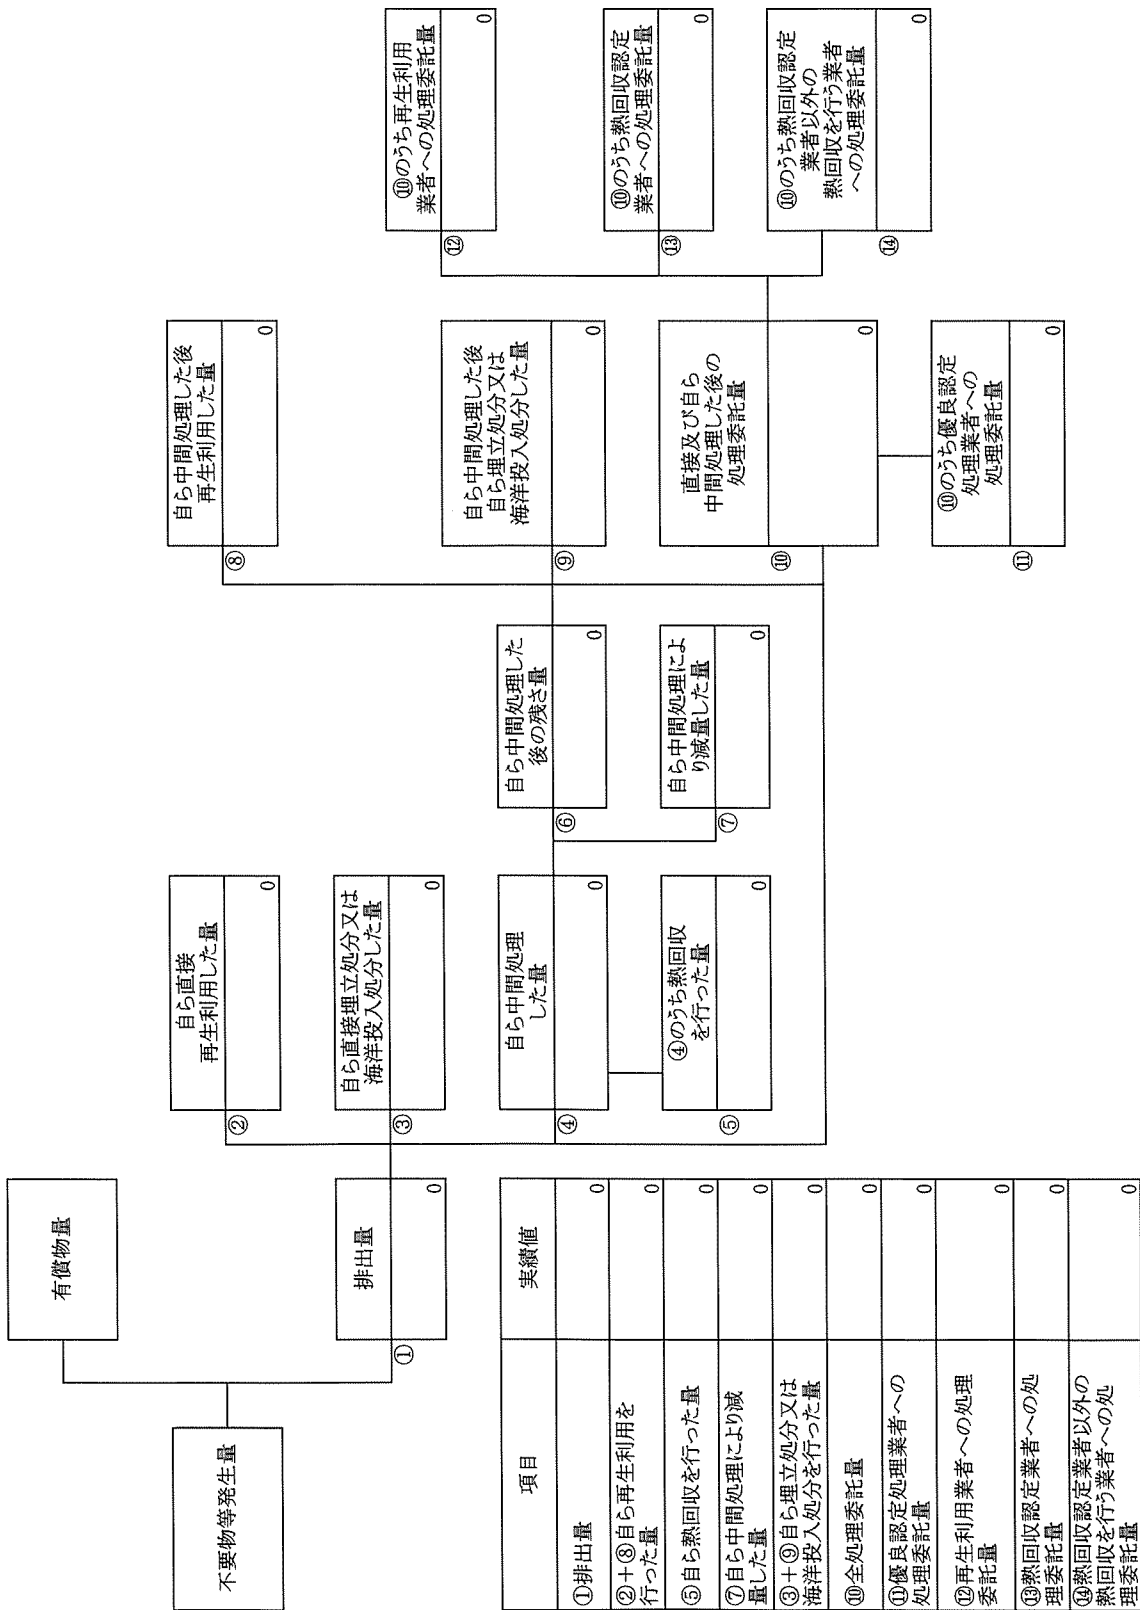 不要物等発生量
有償物量
排出量
①
0
自ら直接
再生利用した量
②
0
自ら直接埋立処分又は
海洋投入処分した量
③
0
自ら中間処理
した量
④
0
④のうち熱回収
を行った量
⑤
0
自ら中間処理した
後の残さ量
⑥
0
自ら中間処理によ
り減量した量
⑦
0
自ら中間処理した後
再生利用した量
⑧
0
自ら中間処理した後
自ら埋立処分又は
海洋投入処分した量
⑨
0
直接及び自ら
中間処理した後の
処理委託量
⑩
0
⑩のうち優良認定
処理業者への
処理委託量
⑪
0
⑩のうち再生利用
業者への処理委託量
⑫
0
⑩のうち熱回収認定
業者への処理委託量
⑬
0
⑩のうち熱回収認定
業者以外の
熱回収を行う業者
への処理委託量
⑭
0
項目
実績値
①排出量
0
②+⑧自ら再生利用を
行った量
0
⑤自ら熱回収を行った量
0
⑦自ら中間処理により減
量した量
0
③+⑨自ら埋立処分又は
海洋投入処分を行った量
0
⑩全処理委託量
0
⑪優良認定処理業者への
処理委託量
0
⑫再生利用業者への処理
委託量
0
⑬熱回収認定業者への処
理委託量
0
⑭熱回収認定業者以外の
熱回収を行う業者への処
理委託量
0